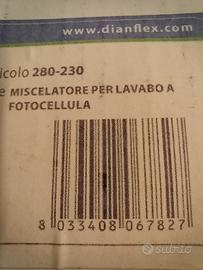 www.dianflex.com
icolo 280-230
e MISCELATORE PER LAVABO A
FOTOCELLULA
8 033408 067827
subito